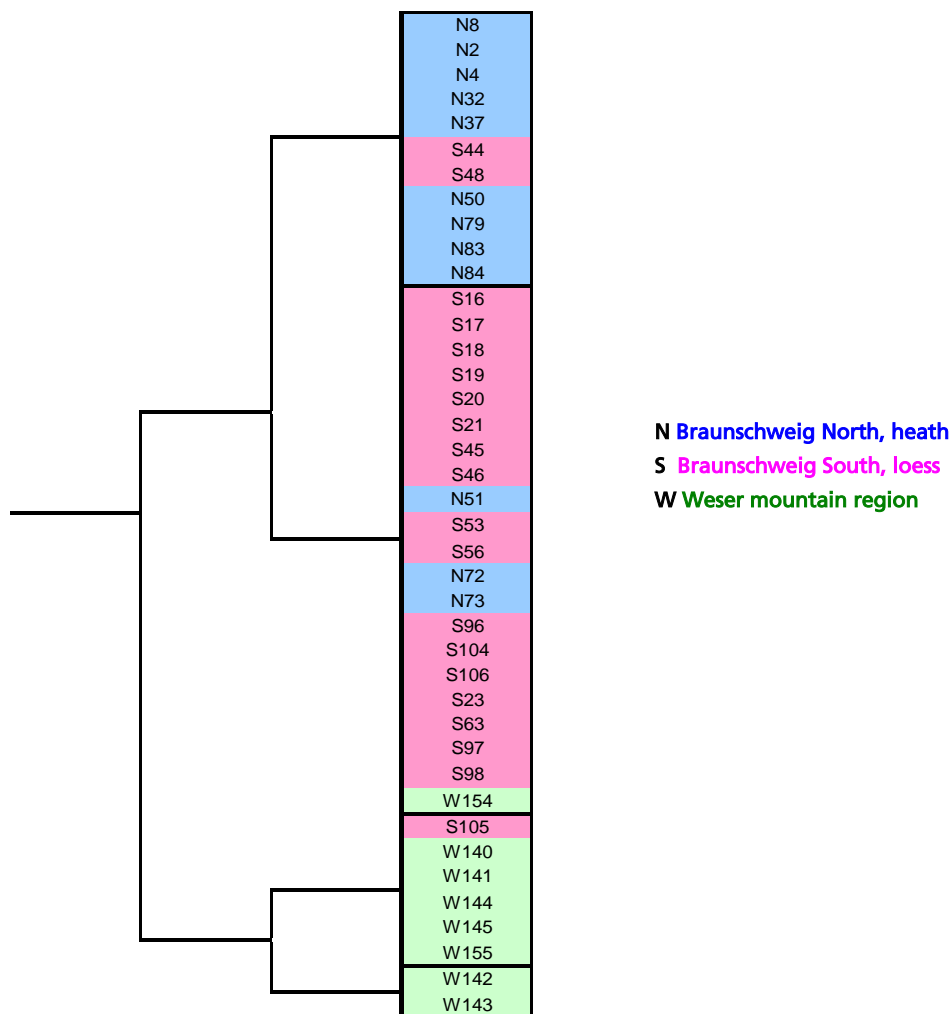 N8
N2
N4
N32
N37
S44
S48
N50
N79
N83
N84
S16
S17
S18
S19
S20
S21
S45
S46
N51
S53
S56
N72
N73
S96
S104
S106
S23
S63
S97
S98
W154
S105
W140
W141
W144
W145
W155
W142
W143
N Braunschweig North, heath
S Braunschweig South, loess
W Weser mountain region